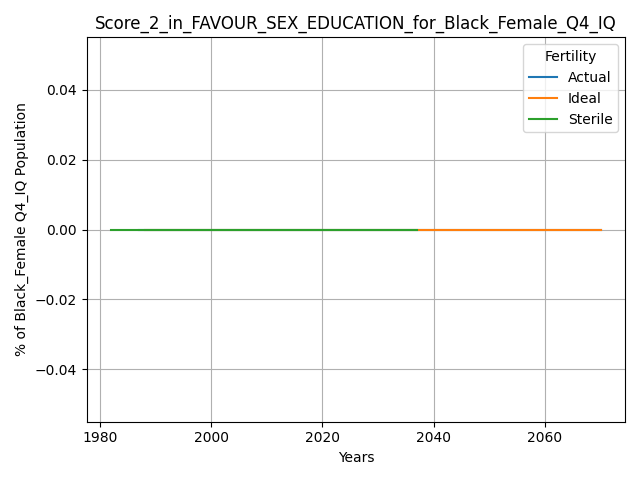 Score_2_in_FAVOUR_SEX_EDUCATION_for_Black_Female_Q4_IQ
% of Black_Female Q4_IQ Population
0.04
0.02
0.00
−0.02
−0.04
Fertility
Actual
Ideal
Sterile
1980 2000 2020 2040 2060
Years